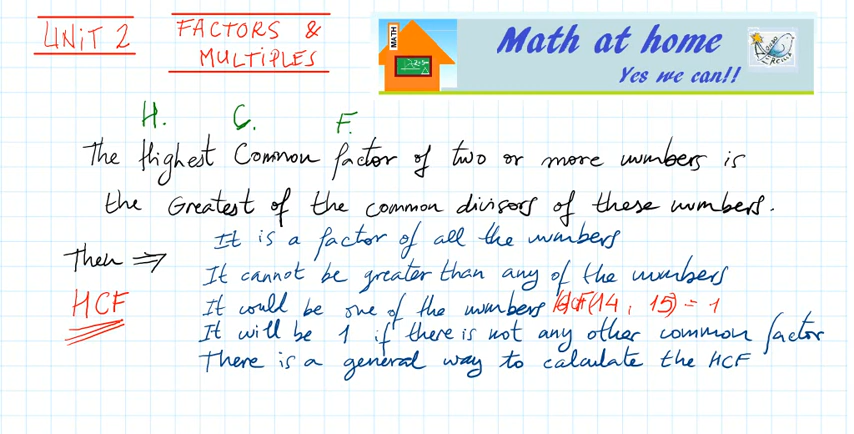 UNIT 2
FACTORS &
MULTIPLES
MATH
Math at home
Yes we can!!
H. C. F.
The Highest Common factor of two or more numbers is
the Greatest of the common divisors of these numbers.
Then ⇒ It is a factor of all the numbers
It cannot be greater than any of the numbers
HCF It could be one of the numbers HCF(14, 15) = 1
It will be 1 if there is not any other common factor
There is a general way to calculate the HCF